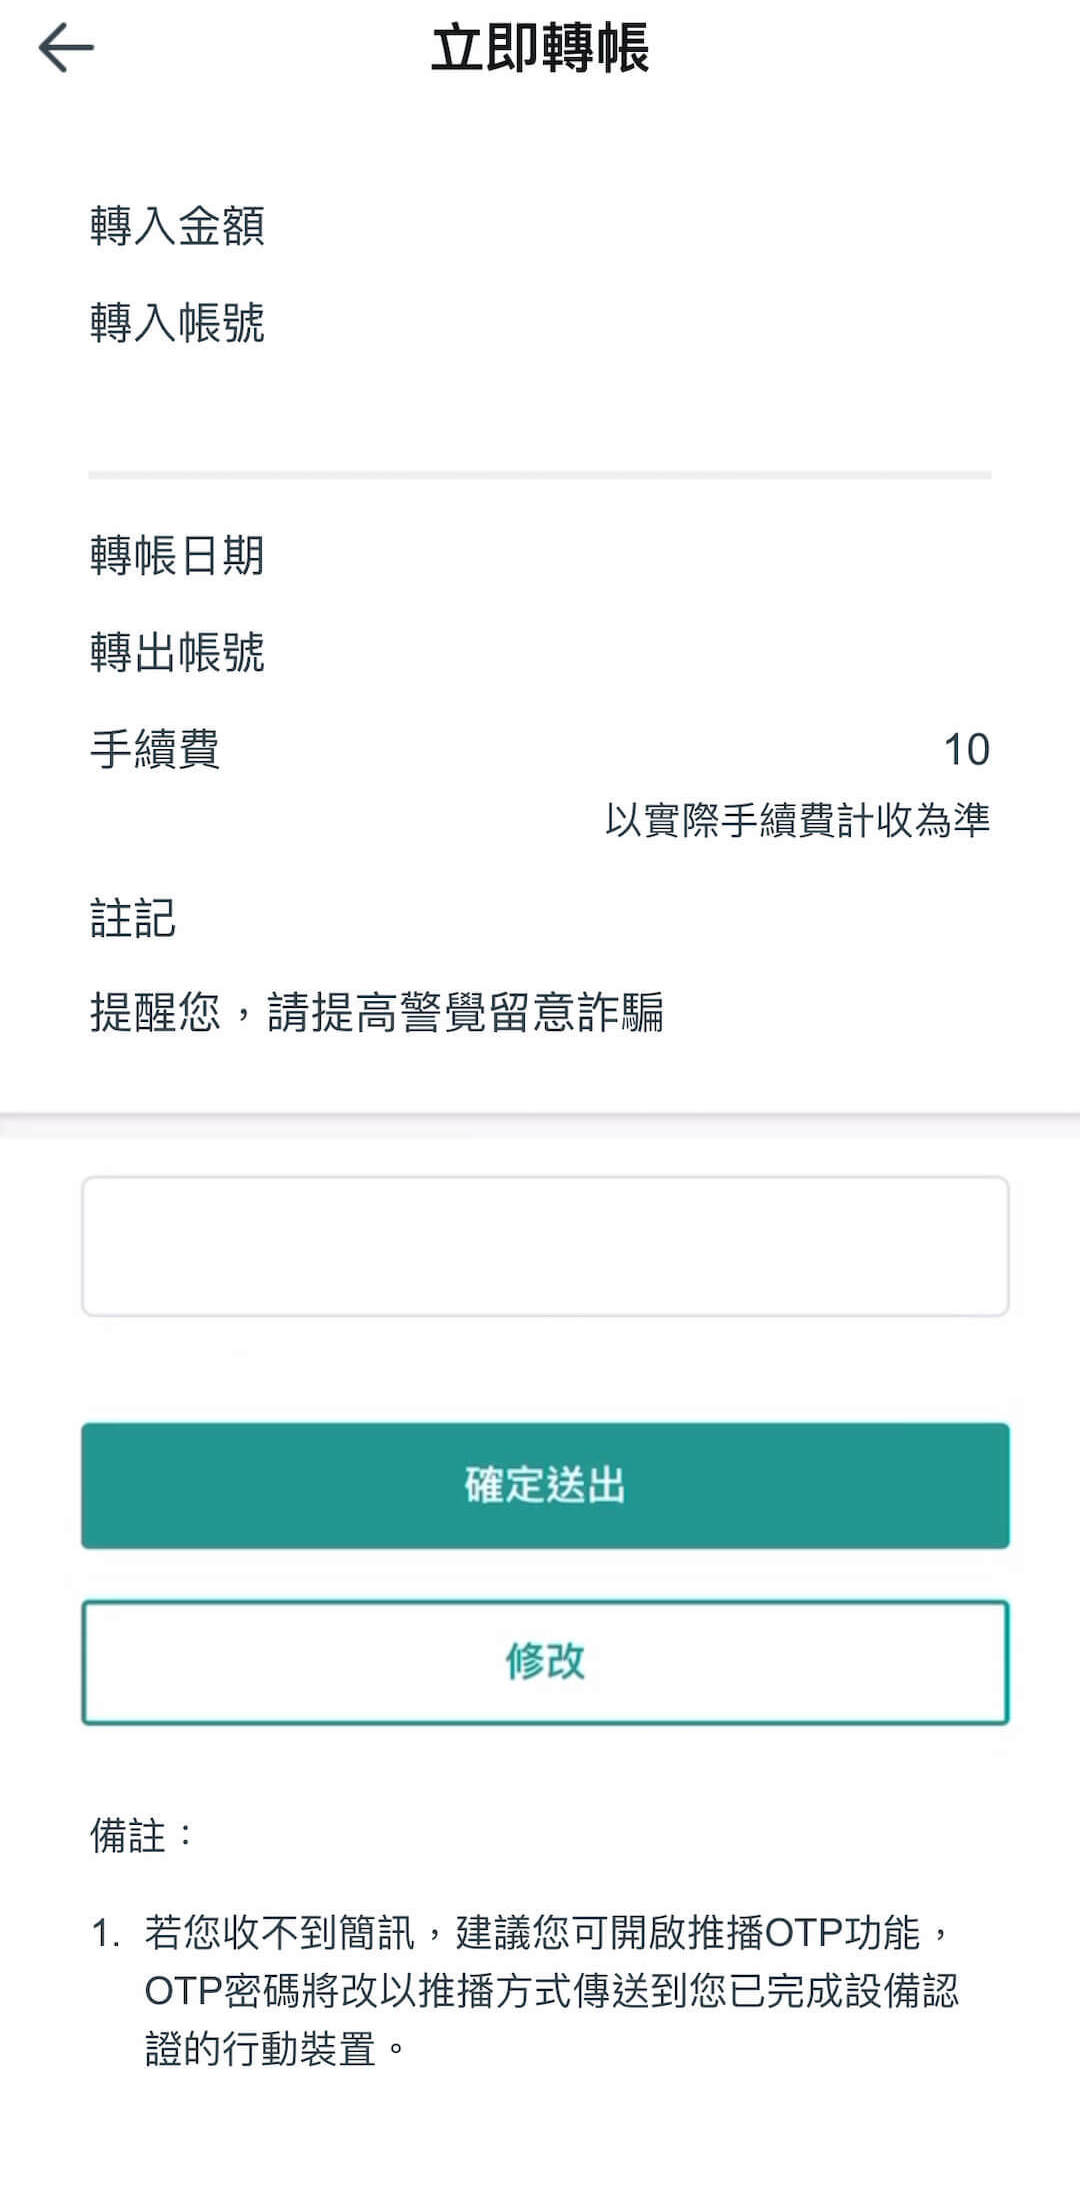 立即轉帳
轉入金額
轉入帳號
轉帳日期
轉出帳號
手續費 10
以實際手續費計收為準
註記
提醒您，請提高警覺留意詐騙
確定送出
修改
備註：
1. 若您收不到簡訊，建議您可開啟推播OTP功能，
OTP密碼將改以推播方式傳送到您已完成設備認
證的行動裝置。